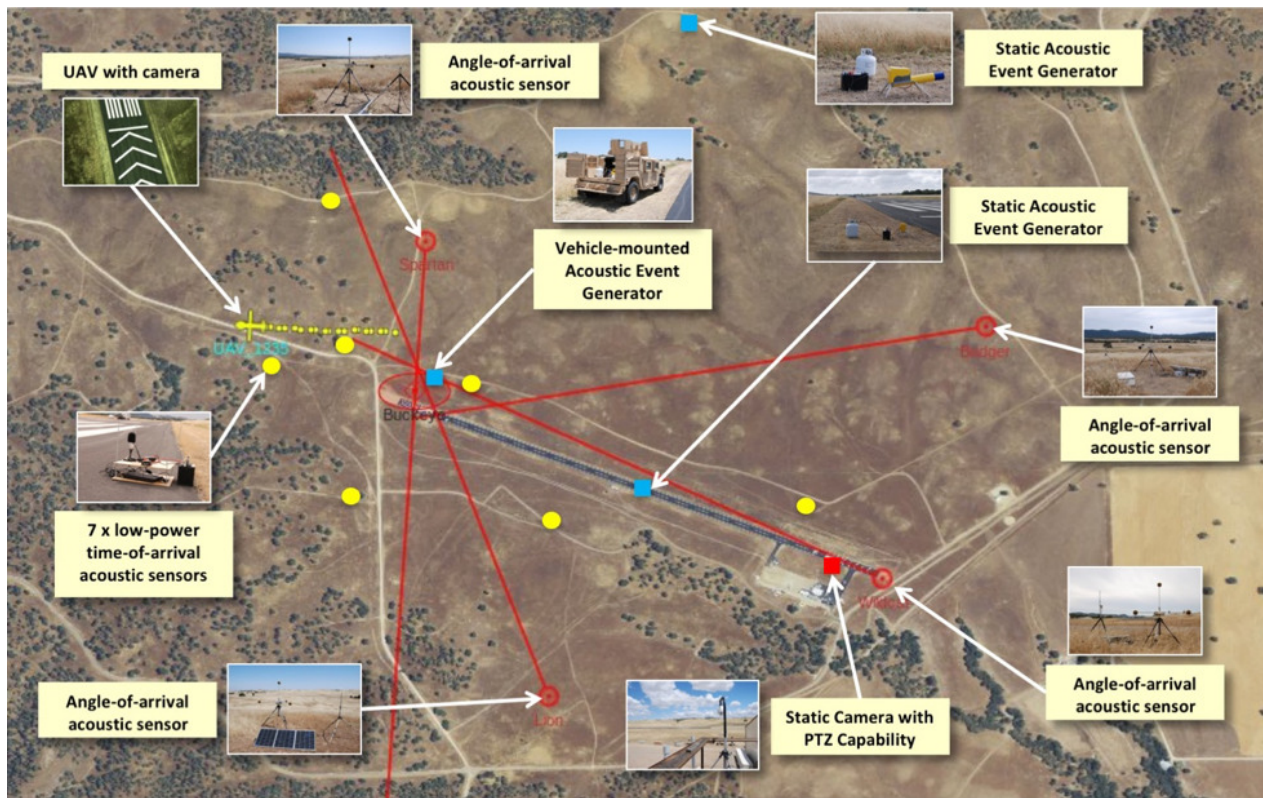 UAV with camera
Angle-of-arrival
acoustic sensor
Static Acoustic
Event Generator
Static Acoustic
Event Generator
Vehicle-mounted
Acoustic Event
Generator
Spartan
UAV_1235
Bridger
Buckeye
Angle-of-arrival
acoustic sensor
7 x low-power
time-of-arrival
acoustic sensors
Wildcat
Lion
Angle-of-arrival
acoustic sensor
Static Camera with
PTZ Capability
Angle-of-arrival
acoustic sensor